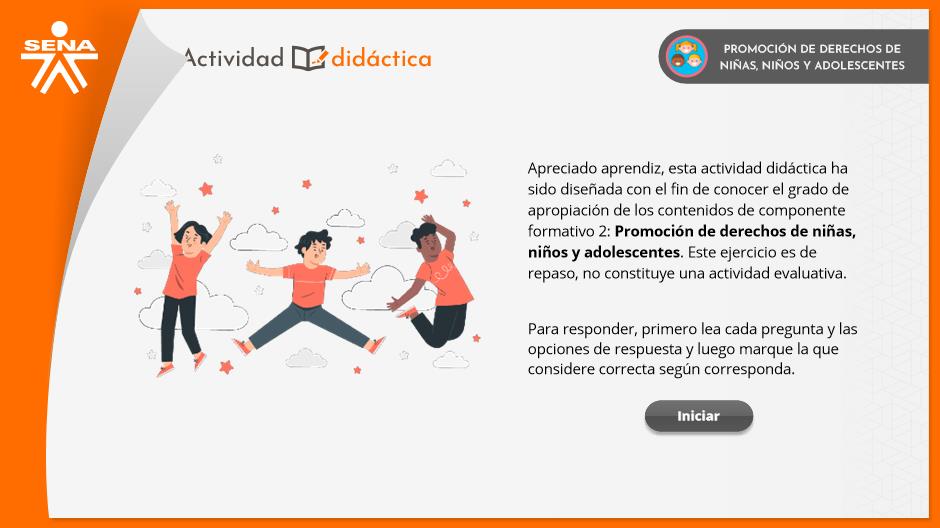 SENA
Actividad didáctica
PROMOCIÓN DE DERECHOS DE
NIÑAS, NIÑOS Y ADOLESCENTES
Apreciado aprendiz, esta actividad didáctica ha
sido diseñada con el fin de conocer el grado de
apropiación de los contenidos de componente
formativo 2: Promoción de derechos de niñas,
niños y adolescentes. Este ejercicio es de
repaso, no constituye una actividad evaluativa.
Para responder, primero lea cada pregunta y las
opciones de respuesta y luego marque la que
considere correcta según corresponda.
Iniciar